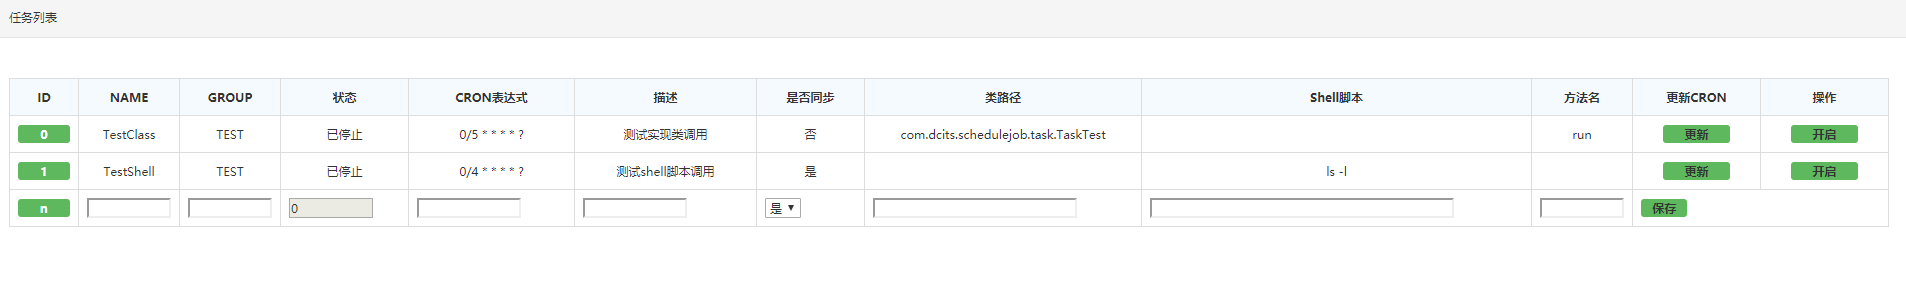 任务列表
ID NAME GROUP 状态 CRON表达式 描述 是否同步 类路径 Shell脚本 方法名 更新CRON 操作
0 TestClass TEST 已停止 0/5 * * * * ? 测试实现类调用 否 com.dcits.schedulejob.task.TaskTest run 更新 开启
1 TestShell TEST 已停止 0/4 * * * * ? 测试shell脚本调用 是 ls -l 更新 开启
n 0 是 保存